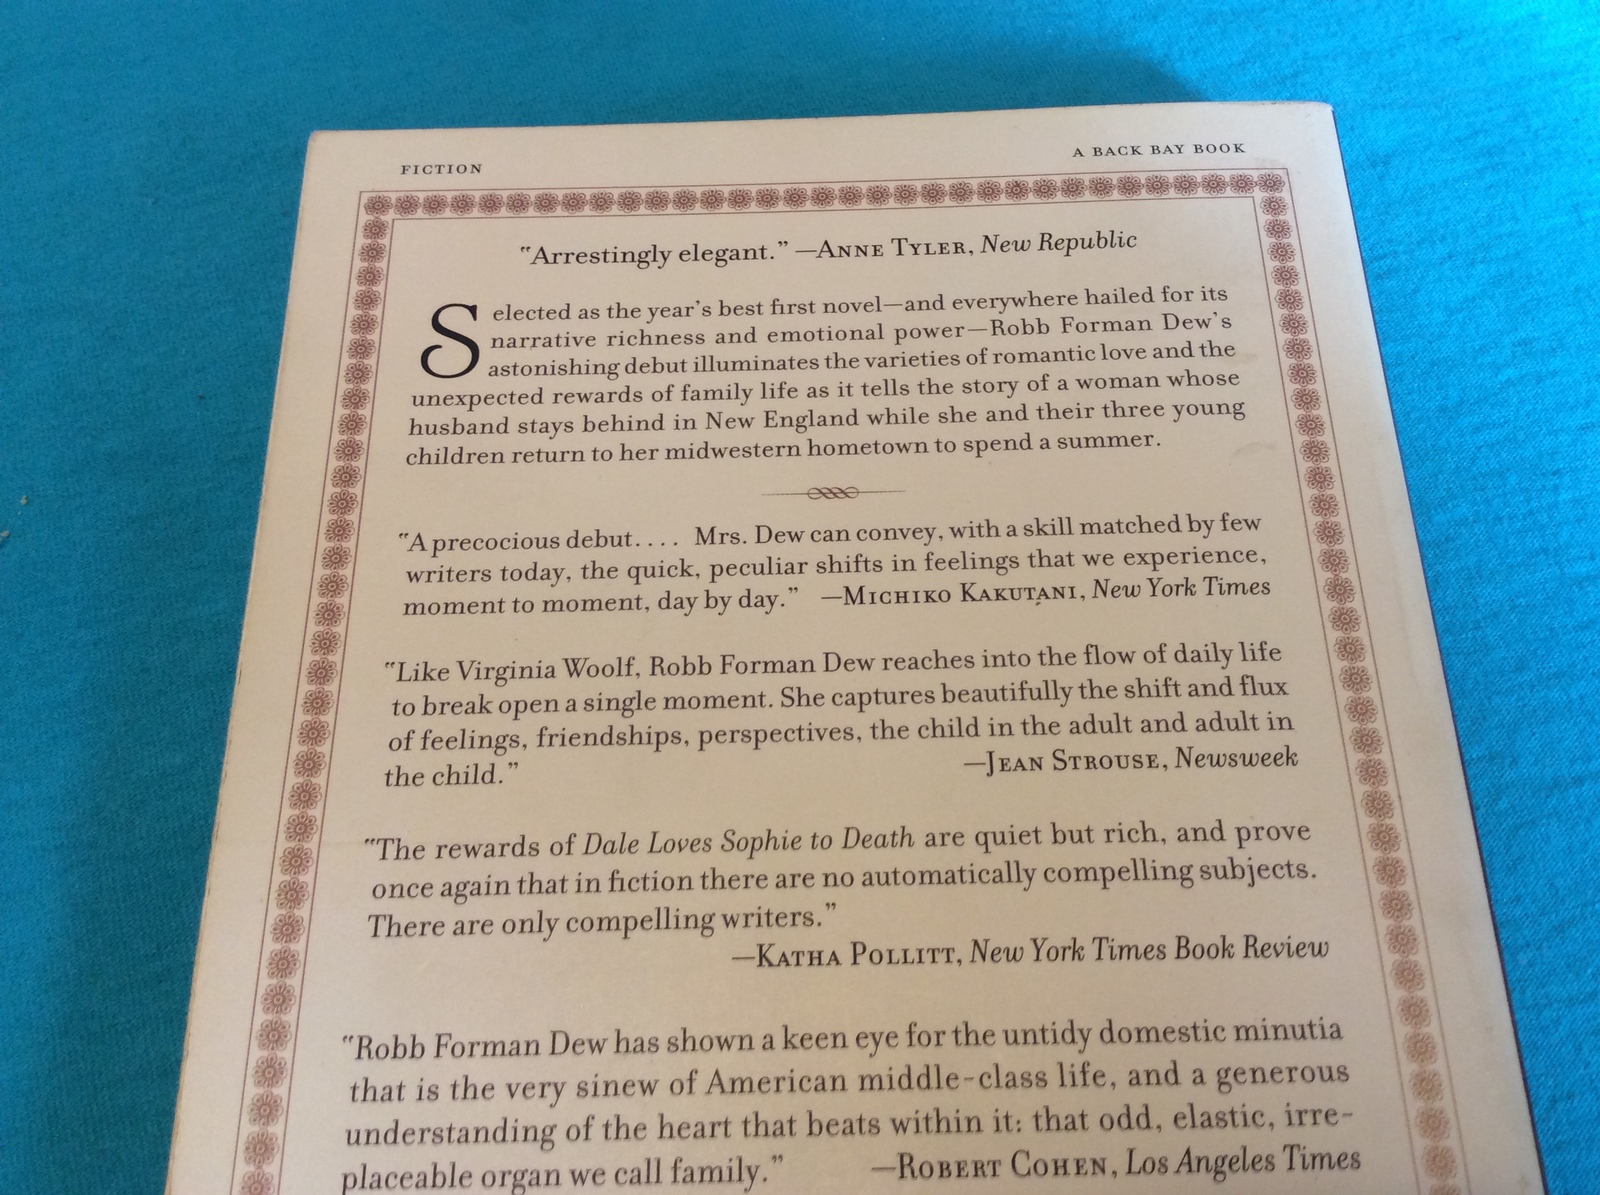 FICTION
A BACK BAY BOOK
"Arrestingly elegant." —ANNE TYLER, New Republic
Selected as the year's best first novel—and everywhere hailed for its
narrative richness and emotional power—Robb Forman Dew's
astonishing debut illuminates the varieties of romantic love and the
unexpected rewards of family life as it tells the story of a woman whose
husband stays behind in New England while she and their three young
children return to her midwestern hometown to spend a summer.
"A precocious debut.... Mrs. Dew can convey, with a skill matched by few
writers today, the quick, peculiar shifts in feelings that we experience,
moment to moment, day by day." —MICHIKO KAKUTANI, New York Times
"Like Virginia Woolf, Robb Forman Dew reaches into the flow of daily life
to break open a single moment. She captures beautifully the shift and flux
of feelings, friendships, perspectives, the child in the adult and adult in
the child." —JEAN STROUSE, Newsweek
"The rewards of Dale Loves Sophie to Death are quiet but rich, and prove
once again that in fiction there are no automatically compelling subjects.
There are only compelling writers."
—KATHA POLLITT, New York Times Book Review
"Robb Forman Dew has shown a keen eye for the untidy domestic minutia
that is the very sinew of American middle-class life, and a generous
understanding of the heart that beats within it: that odd, elastic, irre-
placeable organ we call family." —ROBERT COHEN, Los Angeles Times